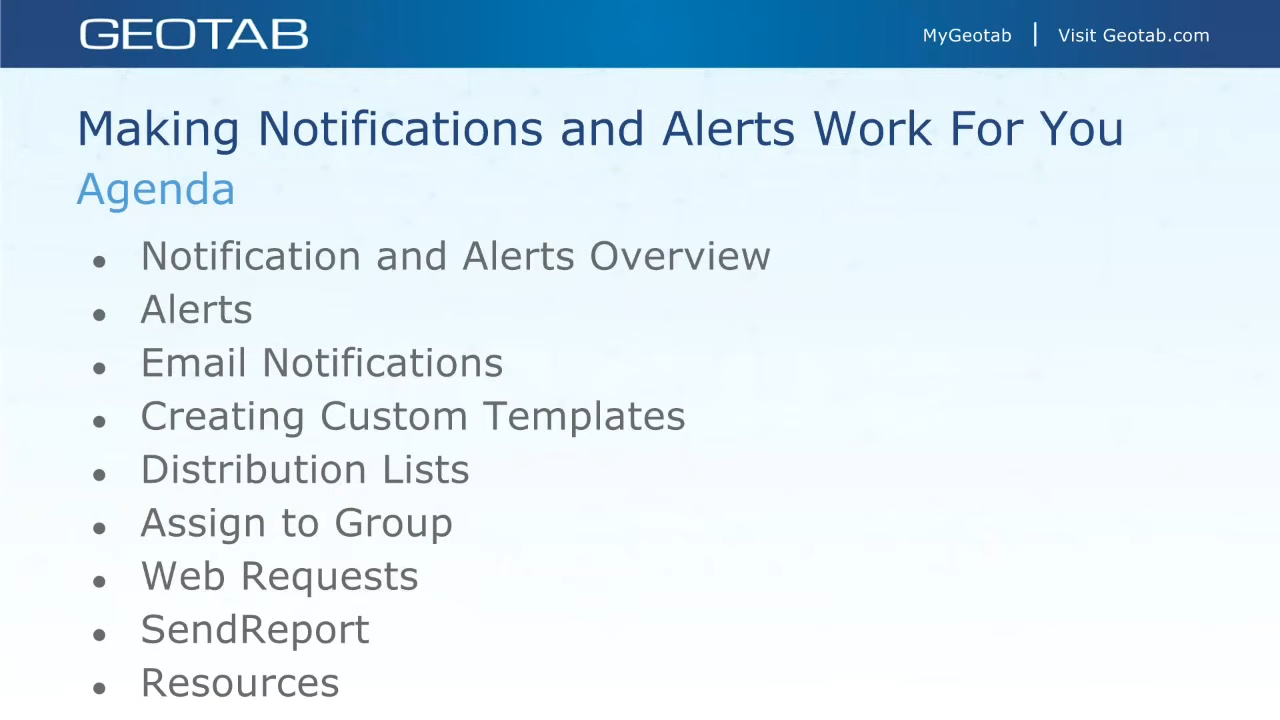 GEOTAB
MyGeotab | Visit Geotab.com
Making Notifications and Alerts Work For You
Agenda
● Notification and Alerts Overview
● Alerts
● Email Notifications
● Creating Custom Templates
● Distribution Lists
● Assign to Group
● Web Requests
● SendReport
● Resources